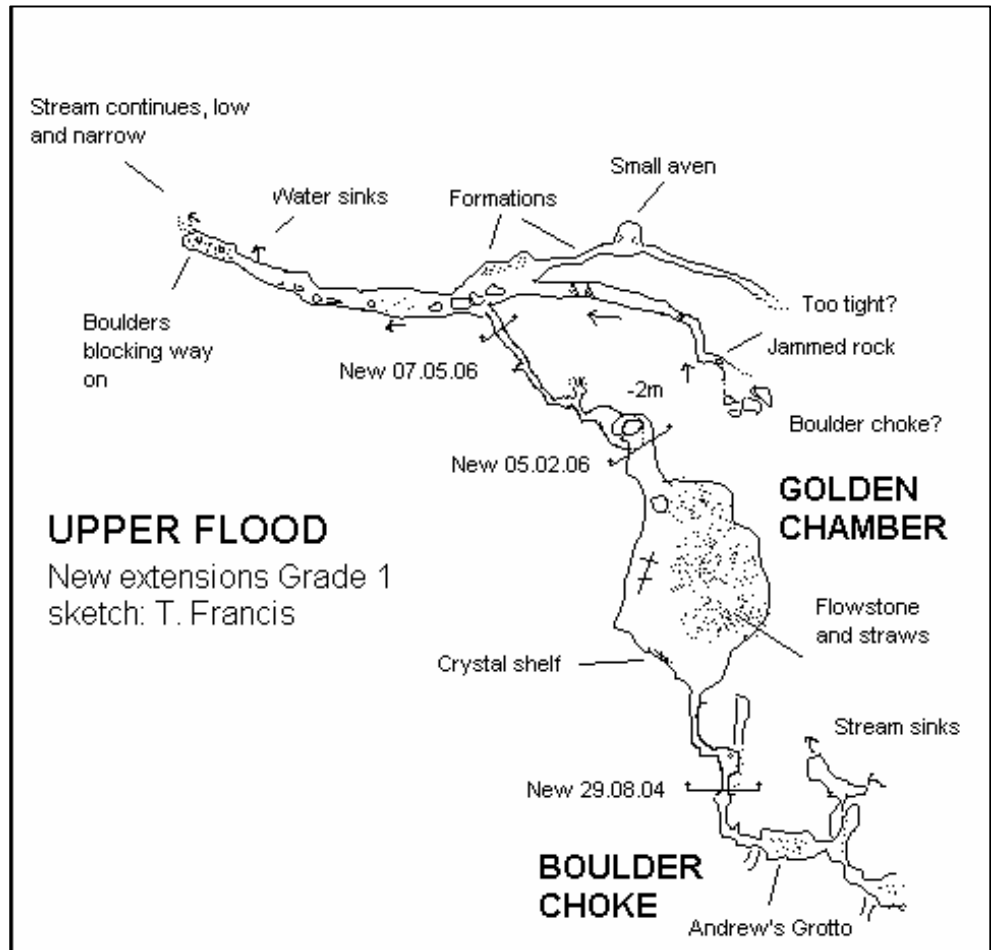 Stream continues, low
and narrow
Water sinks
Formations
Small aven
Too tight?
Jammed rock
Boulders
blocking way
on
New 07.05.06
-2m
Boulder choke?
New 05.02.06
GOLDEN
CHAMBER
UPPER FLOOD
New extensions Grade 1
sketch: T. Francis
Flowstone
and straws
Crystal shelf
Stream sinks
New 29.08.04
BOULDER
CHOKE
Andrew's Grotto